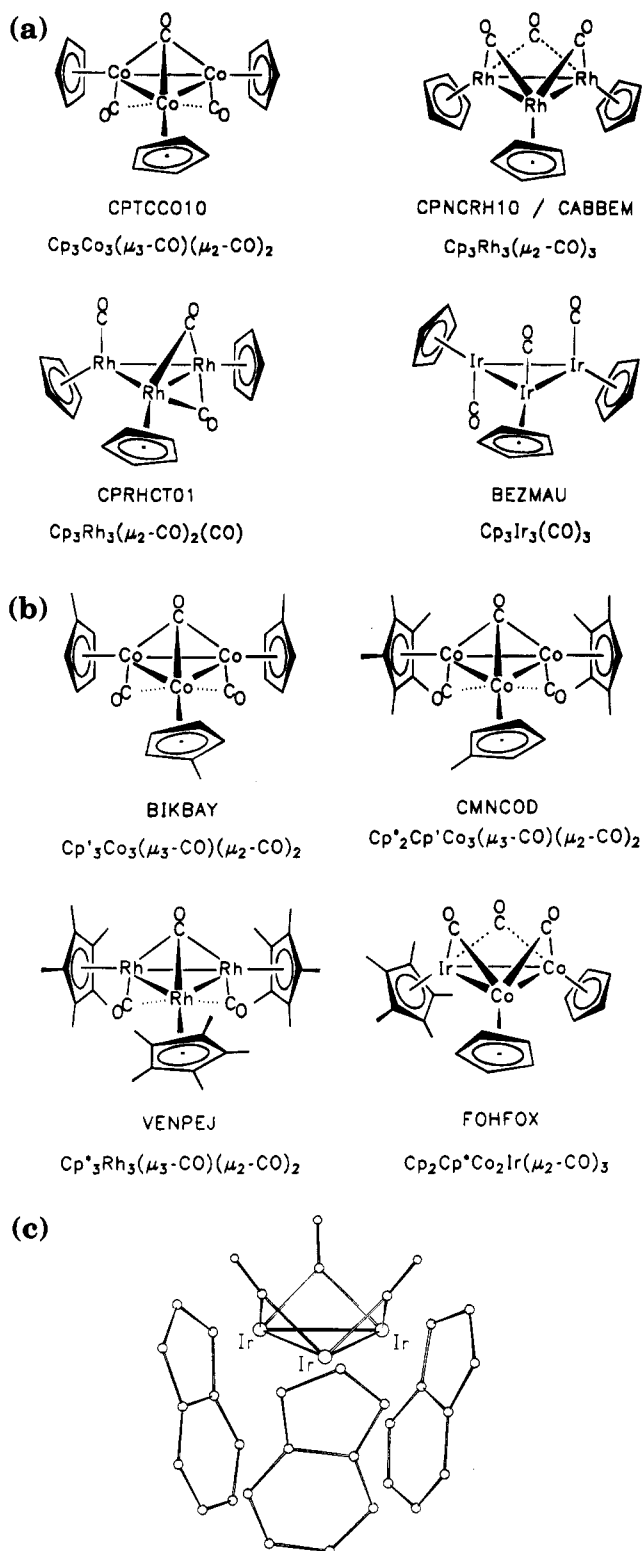 (a)
O
C
Co Co
Co
C
O
C
O
CPTCCO10
Cp₃Co₃(μ₃-CO)(μ₂-CO)₂
O
C
O
C
O
C
Rh Rh
Rh
CPNCRH10 / CABBEM
Cp₃Rh₃(μ₂-CO)₃
O
C
O
C
Rh Rh
Rh
C
O
CPRHCT01
Cp₃Rh₃(μ₂-CO)₂(CO)
O
C
O
C
Ir Ir
Ir
C
O
BEZMAU
Cp₃Ir₃(CO)₃
(b)
O
C
Co Co
Co
C
O
C
O
BIKBAY
Cp'₃Co₃(μ₃-CO)(μ₂-CO)₂
O
C
Co Co
Co
C
O
C
O
CMNCOD
Cp*₂Cp'Co₃(μ₃-CO)(μ₂-CO)₂
O
C
Rh Rh
Rh
C
O
C
O
VENPEJ
Cp*₃Rh₃(μ₃-CO)(μ₂-CO)₂
O
C
O
C
O
C
Ir Co
Co
FOHFOX
Cp₂Cp*Co₂Ir(μ₂-CO)₃
(c)
Ir
Ir
Ir